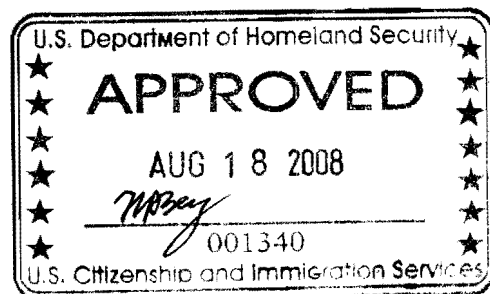 U.S. Department of Homeland Security
APPROVED
AUG 18 2008
001340
U.S. Citizenship and Immigration Services